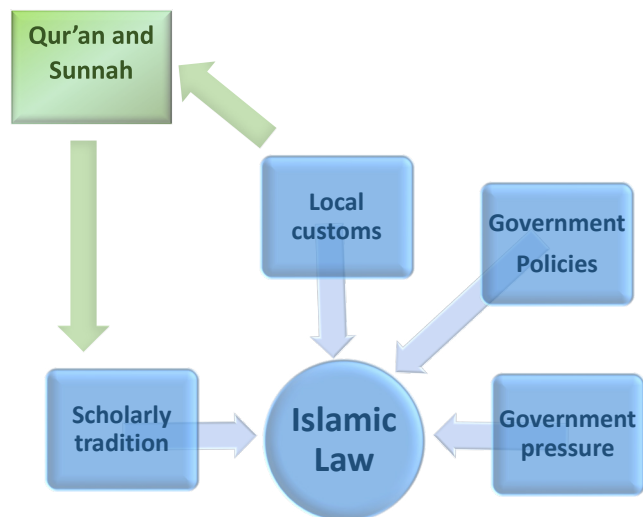 Qur’an and
Sunnah
Local
customs
Government
Policies
Scholarly
tradition
Islamic
Law
Government
pressure